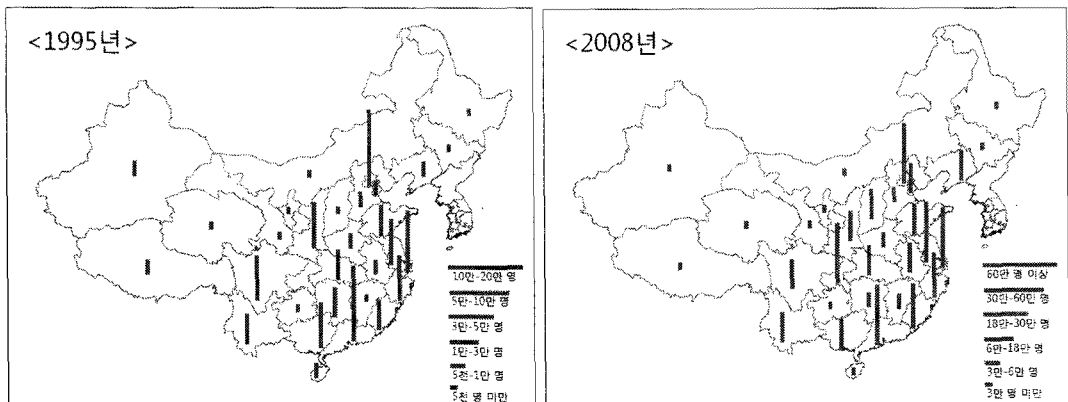 <1995년>
10만-20만 명
5만-10만 명
3만-5만 명
1만-3만 명
5천-1만 명
5천 명 미만
<2008년>
60만 명 이상
30만-60만 명
18만-30만 명
6만-18만 명
3만-6만 명
3만 명 미만